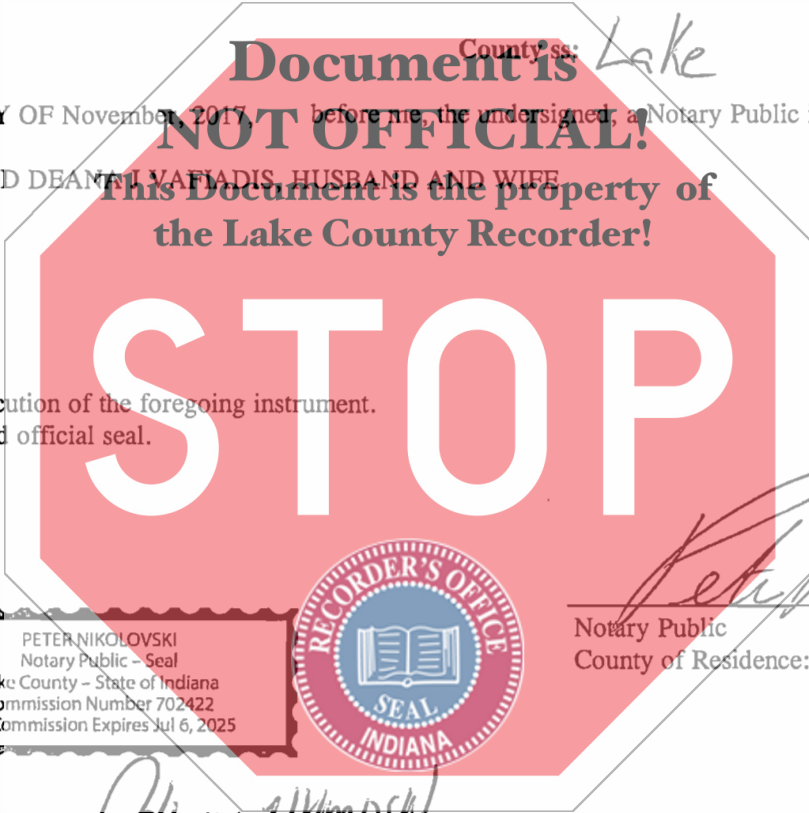 County ss: Lake
Document is
OF November, 2017, before me, the undersigned, a Notary Public
NOT OFFICIAL!
D DEANA J VAFIADIS, HUSBAND AND WIFE
This Document is the property of
the Lake County Recorder!
STOP
cution of the foregoing instrument.
d official seal.
RECORDER'S OFFICE
SEAL
INDIANA
PETER NIKOLOVSKI
Notary Public – Seal
ke County – State of Indiana
ommission Number 702422
ommission Expires Jul 6, 2025
Notary Public
County of Residence: